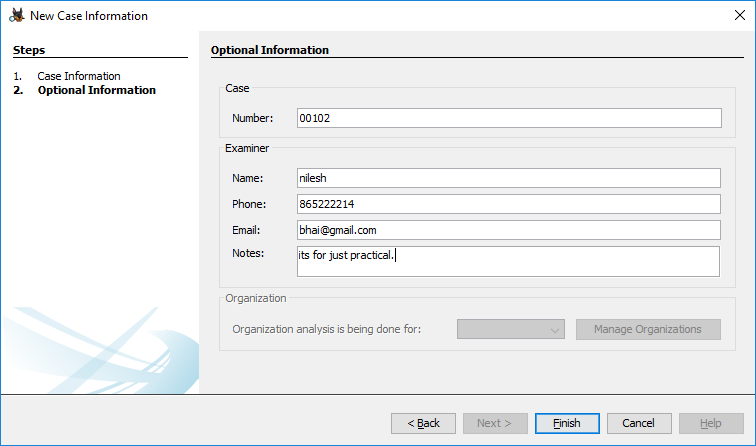 New Case Information
Steps
1. Case Information
2. Optional Information
Optional Information
Case
Number: 00102
Examiner
Name: nilesh
Phone: 865222214
Email: bhai@gmail.com
Notes: its for just practical.
Organization
Organization analysis is being done for: Manage Organizations
< Back Next > Finish Cancel Help